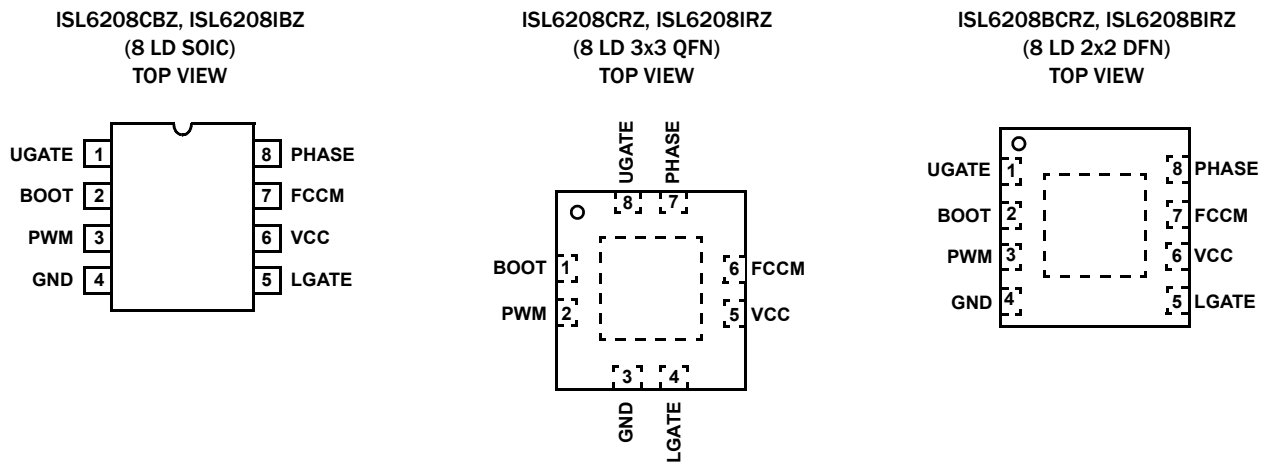 ISL6208CBZ, ISL6208IBZ
(8 LD SOIC)
TOP VIEW
UGATE 1
8 PHASE
BOOT 2
7 FCCM
PWM 3
6 VCC
GND 4
5 LGATE
ISL6208CRZ, ISL6208IRZ
(8 LD 3x3 QFN)
TOP VIEW
UGATE
PHASE
8
7
BOOT 1
6 FCCM
PWM 2
5 VCC
3
4
GND
LGATE
ISL6208BCRZ, ISL6208BIRZ
(8 LD 2x2 DFN)
TOP VIEW
UGATE 1
8 PHASE
BOOT 2
7 FCCM
PWM 3
6 VCC
GND 4
5 LGATE